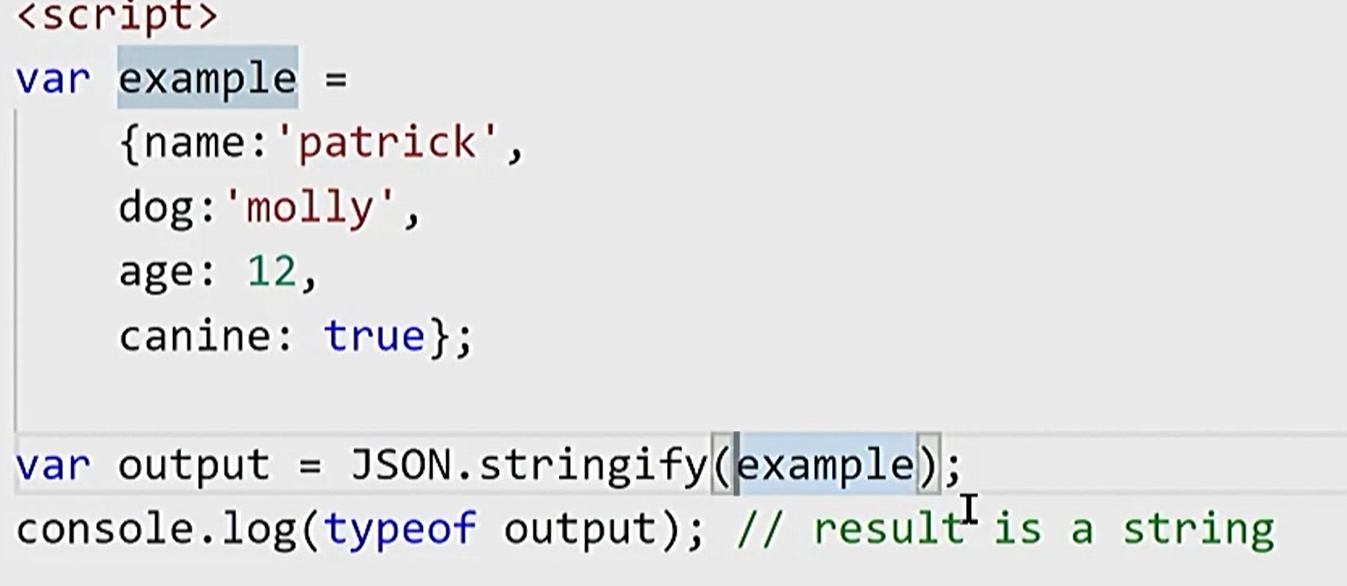 <script>
var example =
{name:'patrick',
dog:'molly',
age: 12,
canine: true};
var output = JSON.stringify(example);
console.log(typeof output); // result is a string